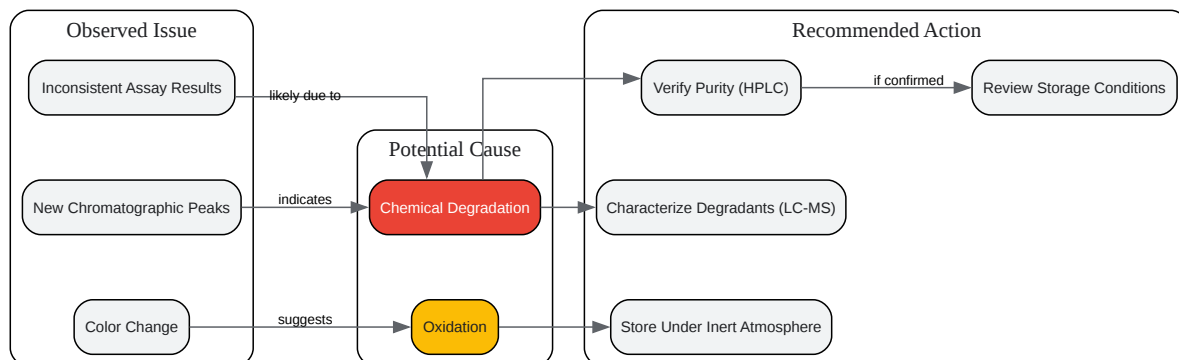 Observed Issue
Recommended Action
Inconsistent Assay Results
likely due to
Verify Purity (HPLC)
if confirmed
Review Storage Conditions
Potential Cause
New Chromatographic Peaks
indicates
Chemical Degradation
Characterize Degradants (LC-MS)
Color Change
suggests
Oxidation
Store Under Inert Atmosphere